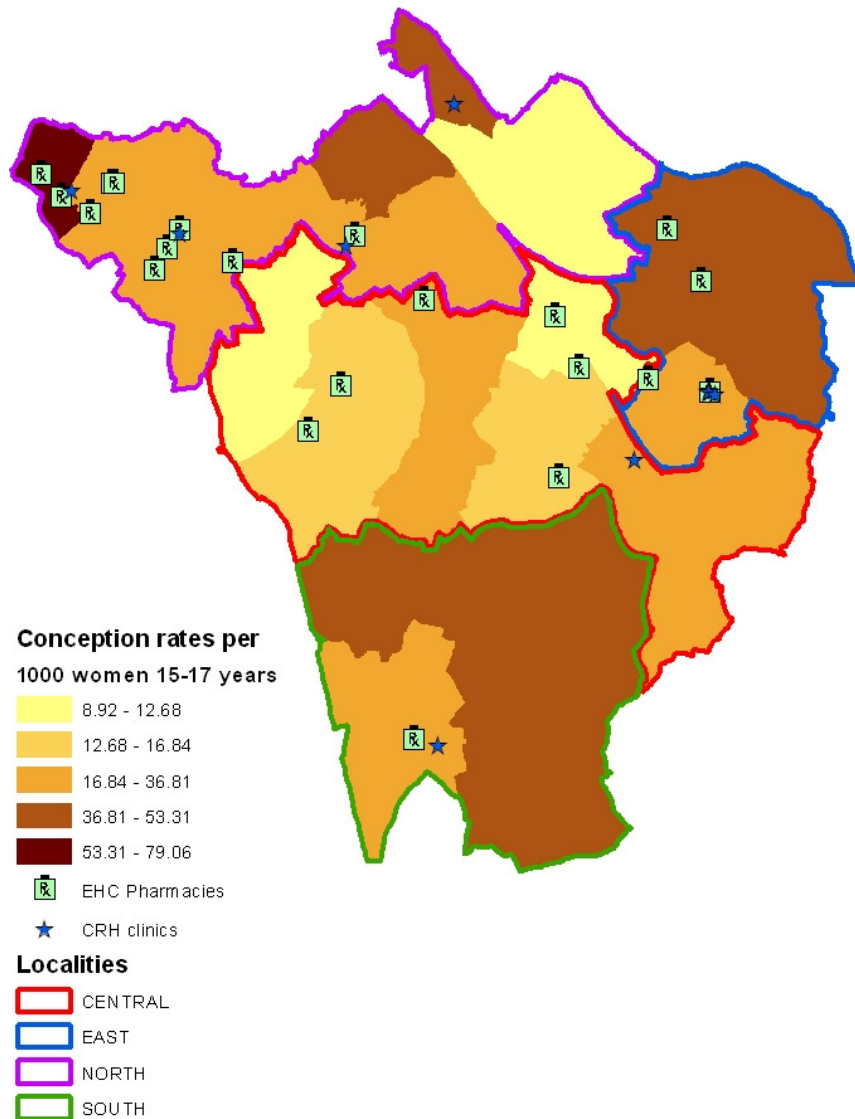 Conception rates per
1000 women 15-17 years
8.92 - 12.68
12.68 - 16.84
16.84 - 36.81
36.81 - 53.31
53.31 - 79.06
EHC Pharmacies
CRH clinics
Localities
CENTRAL
EAST
NORTH
SOUTH